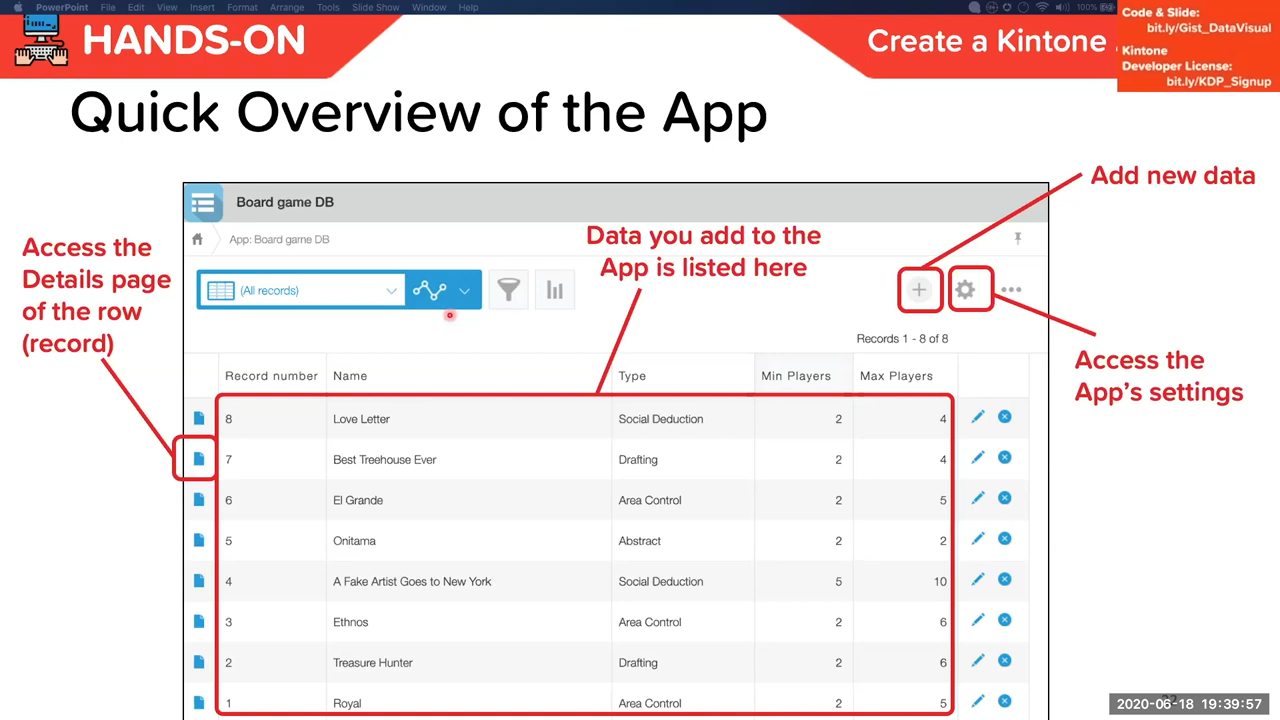 PowerPoint File Edit View Insert Format Arrange Tools Slide Show Window Help 100%
HANDS-ON
Create a Kintone
Code & Slide:
bit.ly/Gist_DataVisual
Kintone
Developer License:
bit.ly/KDP_Signup
Quick Overview of the App
Add new data
Board game DB
App: Board game DB
Access the
Details page
of the row
(record)
Data you add to the
App is listed here
(All records)
Access the
App's settings
Records 1 - 8 of 8
Record number Name Type Min Players Max Players
8 Love Letter Social Deduction 2 4
7 Best Treehouse Ever Drafting 2 4
6 El Grande Area Control 2 5
5 Onitama Abstract 2 2
4 A Fake Artist Goes to New York Social Deduction 5 10
3 Ethnos Area Control 2 6
2 Treasure Hunter Drafting 2 6
1 Royal Area Control 2 5
2020-06-18 19:39:57